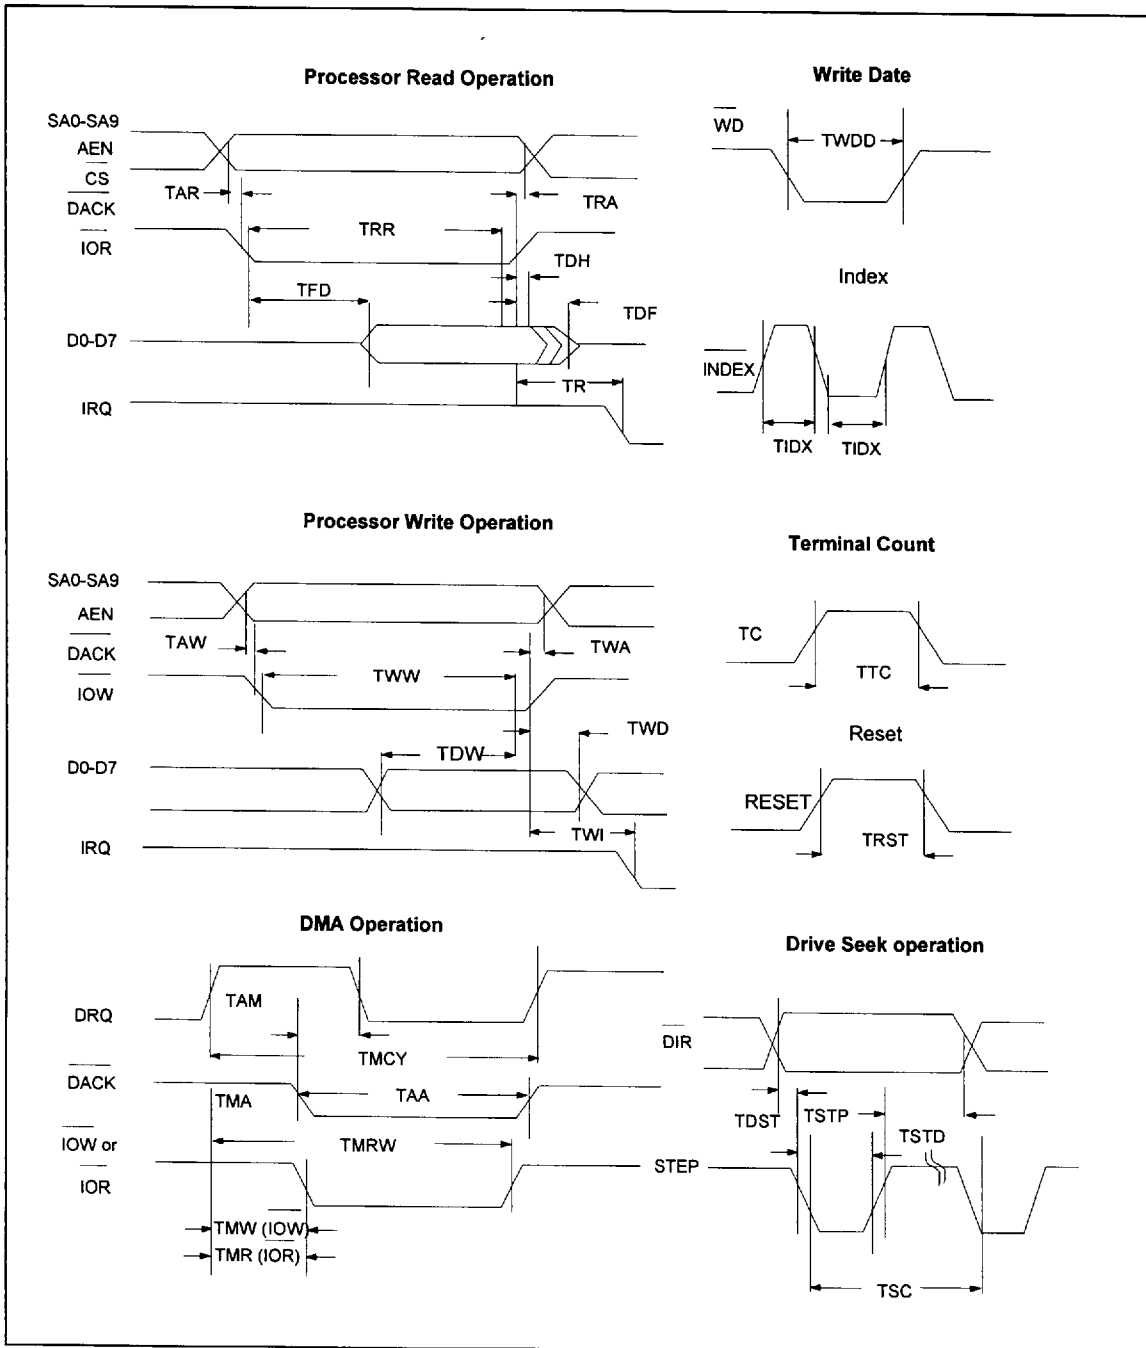 Processor Read Operation
SA0-SA9
AEN
CS
TAR
TRA
DACK
IOR
TRR
TDH
TFD
TDF
D0-D7
TR
IRQ
Write Date
WD
TWDD
Index
INDEX
TIDX TIDX
Processor Write Operation
SA0-SA9
AEN
TAW
TWA
DACK
IOW
TWW
TWD
TDW
D0-D7
TWI
IRQ
Terminal Count
TC
TTC
Reset
RESET
TRST
DMA Operation
TAM
DRQ
TMCY
DACK
TMA
TAA
IOW or
IOR
TMRW
TMW (IOW)
TMR (IOR)
Drive Seek operation
DIR
TDST
TSTP
TSTD
STEP
TSC